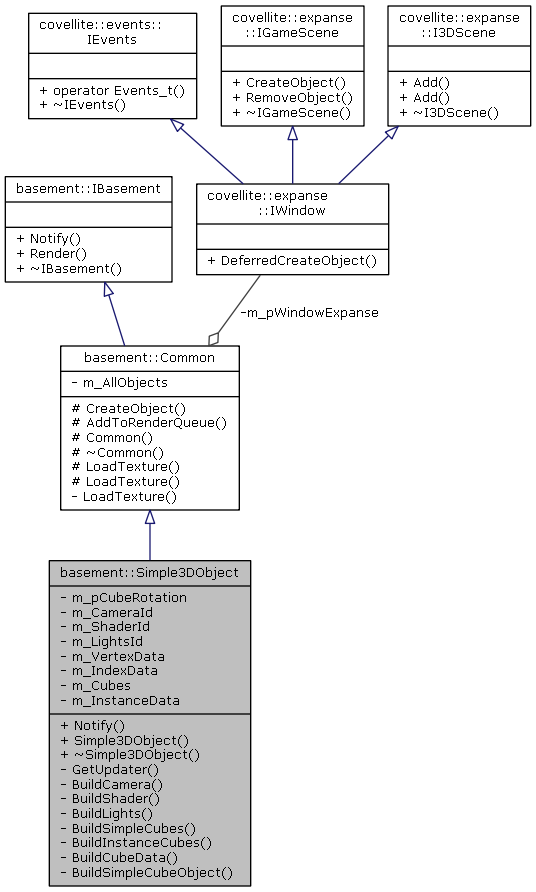 covellite::events::
IEvents
+ operator Events_t()
+ ~IEvents()
covellite::expanse
::IGameScene
+ CreateObject()
+ RemoveObject()
+ ~IGameScene()
covellite::expanse
::I3DScene
+ Add()
+ Add()
+ ~I3DScene()
basement::IBasement
+ Notify()
+ Render()
+ ~IBasement()
covellite::expanse
::IWindow
+ DeferredCreateObject()
-m_pWindowExpanse
basement::Common
- m_AllObjects
# CreateObject()
# AddToRenderQueue()
# Common()
# ~Common()
# LoadTexture()
# LoadTexture()
- LoadTexture()
basement::Simple3DObject
- m_pCubeRotation
- m_CameraId
- m_ShaderId
- m_LightsId
- m_VertexData
- m_IndexData
- m_Cubes
- m_InstanceData
+ Notify()
+ Simple3DObject()
+ ~Simple3DObject()
- GetUpdater()
- BuildCamera()
- BuildShader()
- BuildLights()
- BuildSimpleCubes()
- BuildInstanceCubes()
- BuildCubeData()
- BuildSimpleCubeObject()